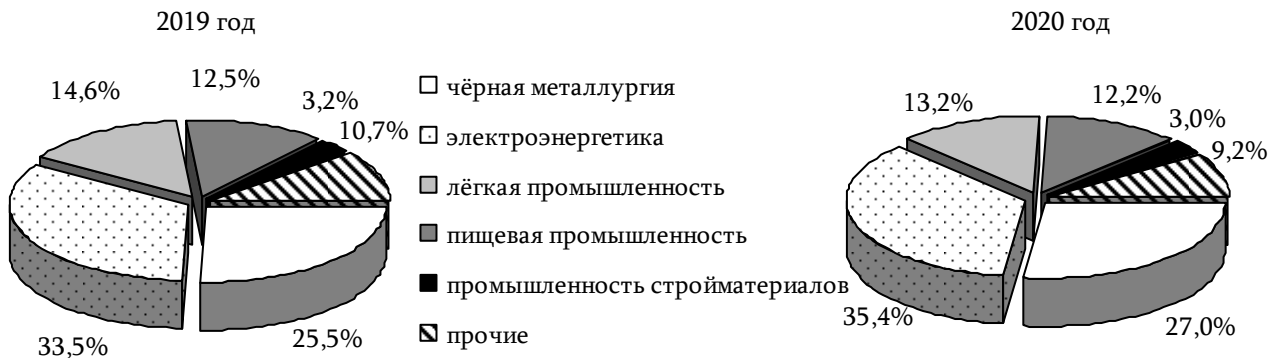 2019 год
14,6%
12,5%
3,2%
10,7%
33,5%
25,5%
чёрная металлургия
электроэнергетика
лёгкая промышленность
пищевая промышленность
промышленность стройматериалов
прочие
2020 год
13,2%
12,2%
3,0%
9,2%
35,4%
27,0%